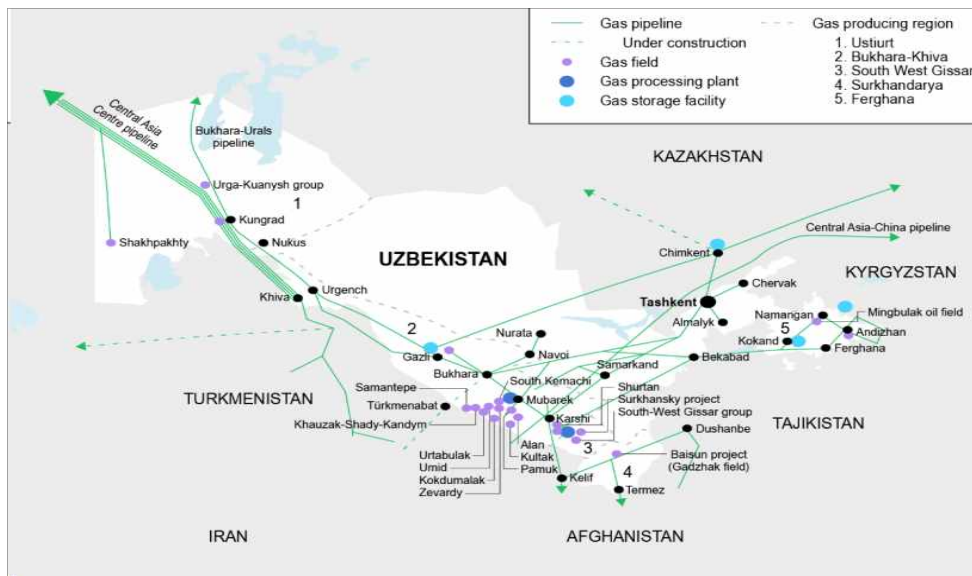 Gas pipeline
Under construction
Gas field
Gas processing plant
Gas storage facility
Gas producing region
1. Ustiurt
2. Bukhara-Khiva
3. South West Gissar
4. Surkhandarya
5. Ferghana
Central Asia
Centre pipeline
Bukhara-Urals
pipeline
KAZAKHSTAN
Urga-Kuanysh group
1
Kungrad
Shakhpakhty
Nukus
UZBEKISTAN
Chimkent
Central Asia-China pipeline
KYRGYZSTAN
Urgench
Khiva
Chervak
Tashkent
Mingbulak oil field
Namangan
Almalyk
5
Andizhan
Kokand
2
Nurata
Gazli
Navoi
Bekabad
Ferghana
Bukhara
Samarkand
South Kemachi
Samantepe
Shurtan
TURKMENISTAN
Mubarek
Surkhansky project
Türkmenabat
Karshi
South-West Gissar group
TAJIKISTAN
Khauzak-Shady-Kandym
Dushanbe
3
Alan
Urtabulak
Kultak
Baisun project
(Gadzhak field)
Umid
Pamuk
4
Kokdumalak
Kelif
Zevardy
Termez
IRAN
AFGHANISTAN